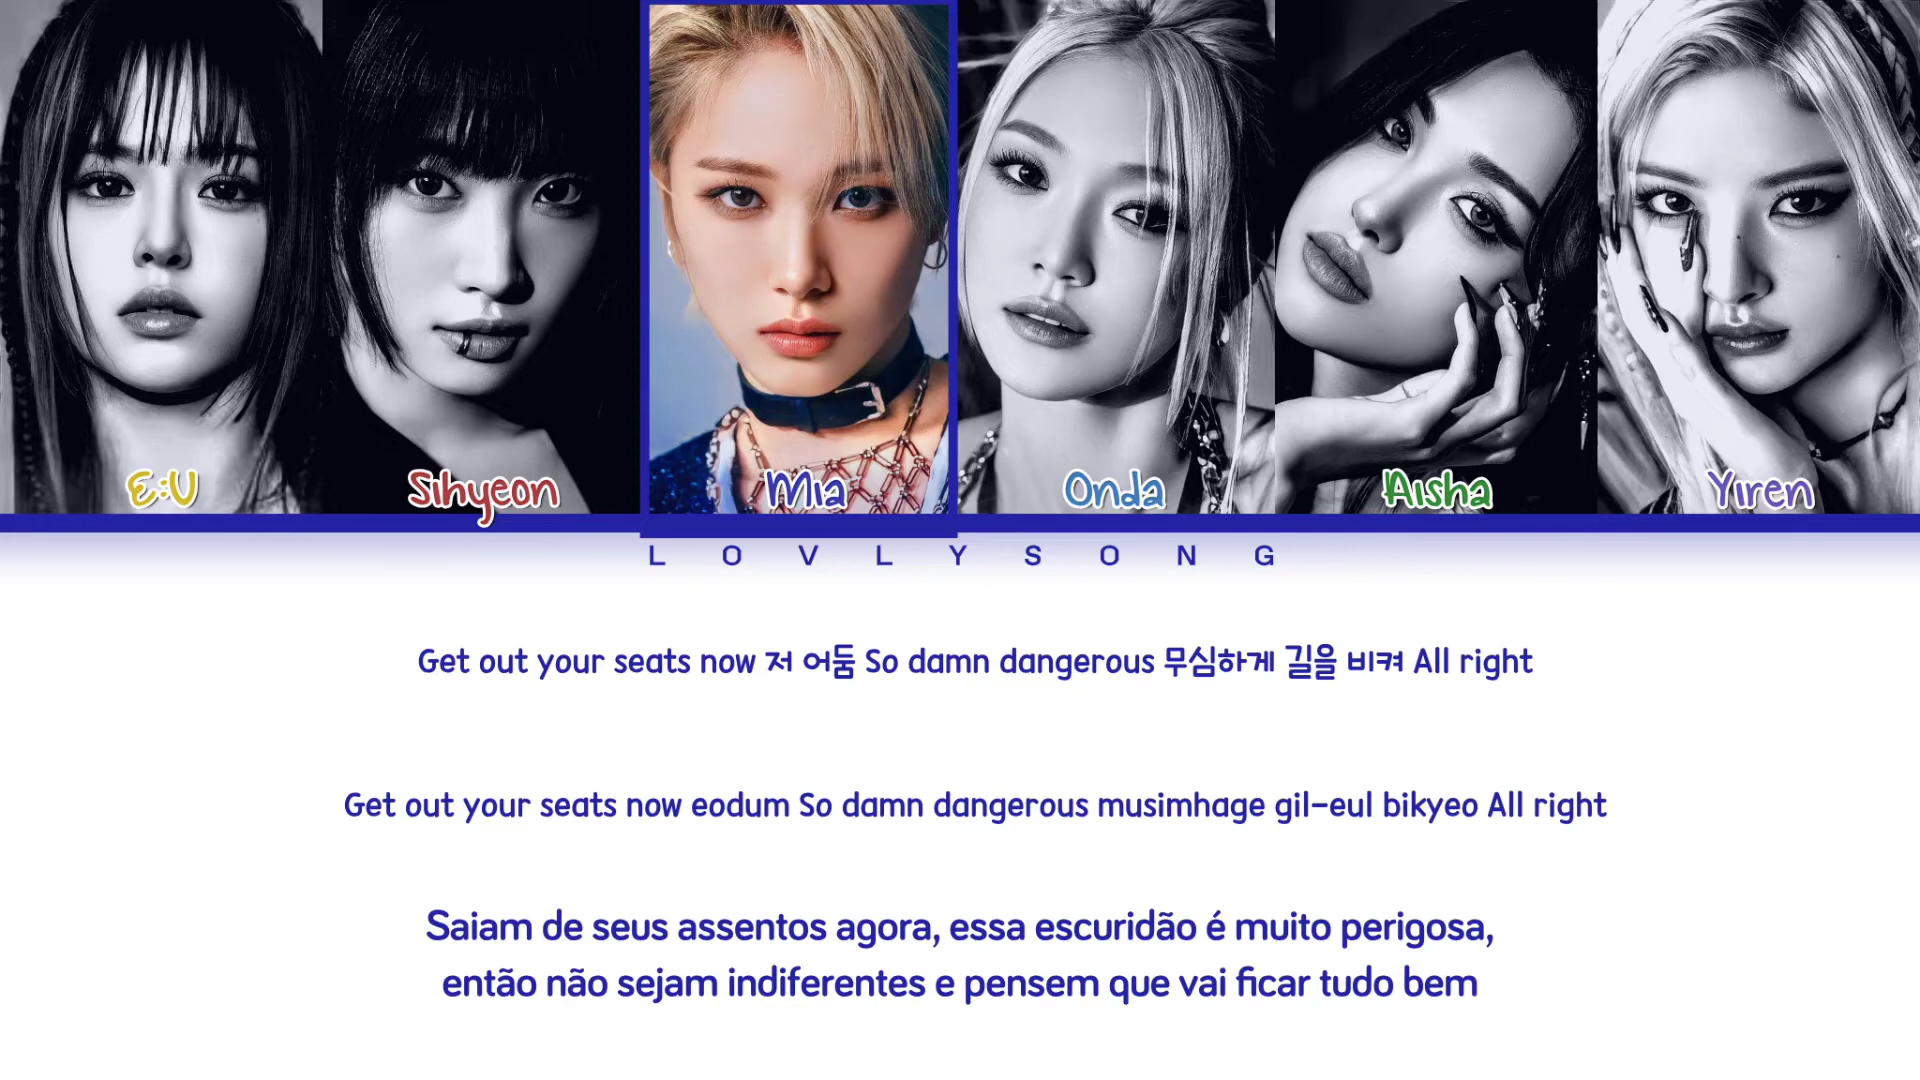 E:U
Sihyeon
Mia
Onda
Aisha
Yiren
LOVLYSONG
Get out your seats now 저 어둠 So damn dangerous 무심하게 길을 비켜 All right
Get out your seats now eodum So damn dangerous musimhage gil-eul bikyeo All right
Saiam de seus assentos agora, essa escuridão é muito perigosa,
então não sejam indiferentes e pensem que vai ficar tudo bem